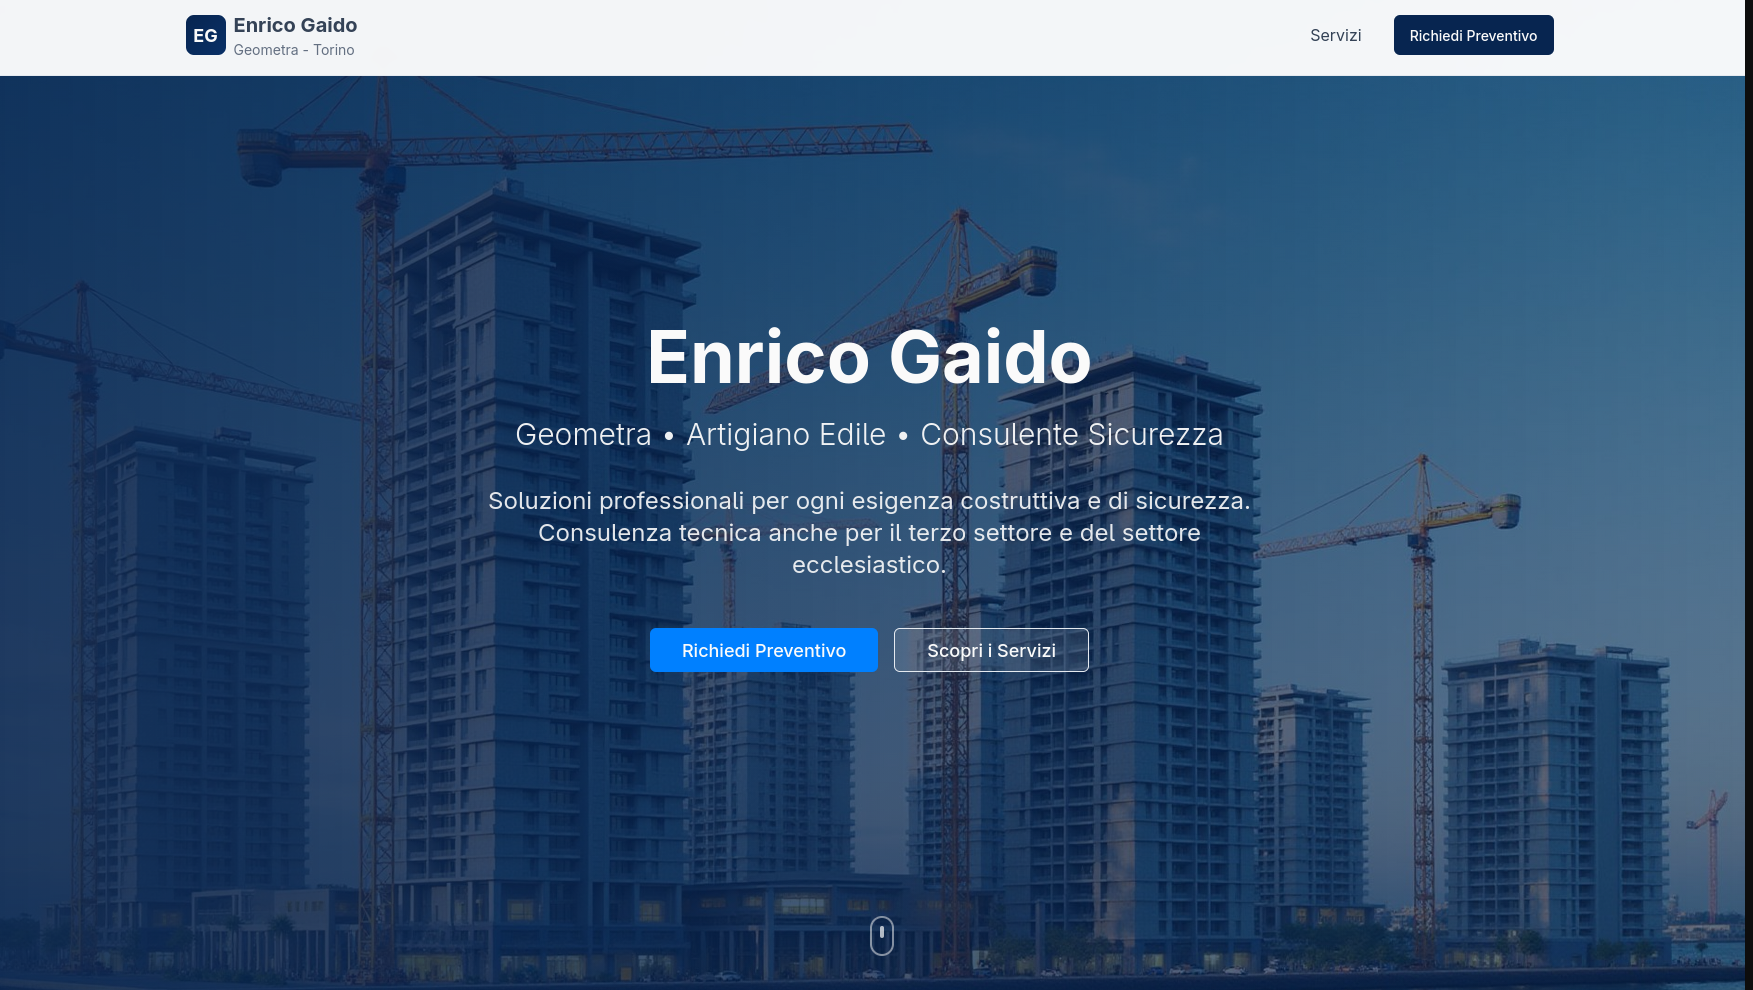 EG
Enrico Gaido
Geometra - Torino
Servizi
Richiedi Preventivo
Enrico Gaido
Geometra • Artigiano Edile • Consulente Sicurezza
Soluzioni professionali per ogni esigenza costruttiva e di sicurezza.
Consulenza tecnica anche per il terzo settore e del settore
ecclesiastico.
Richiedi Preventivo
Scopri i Servizi